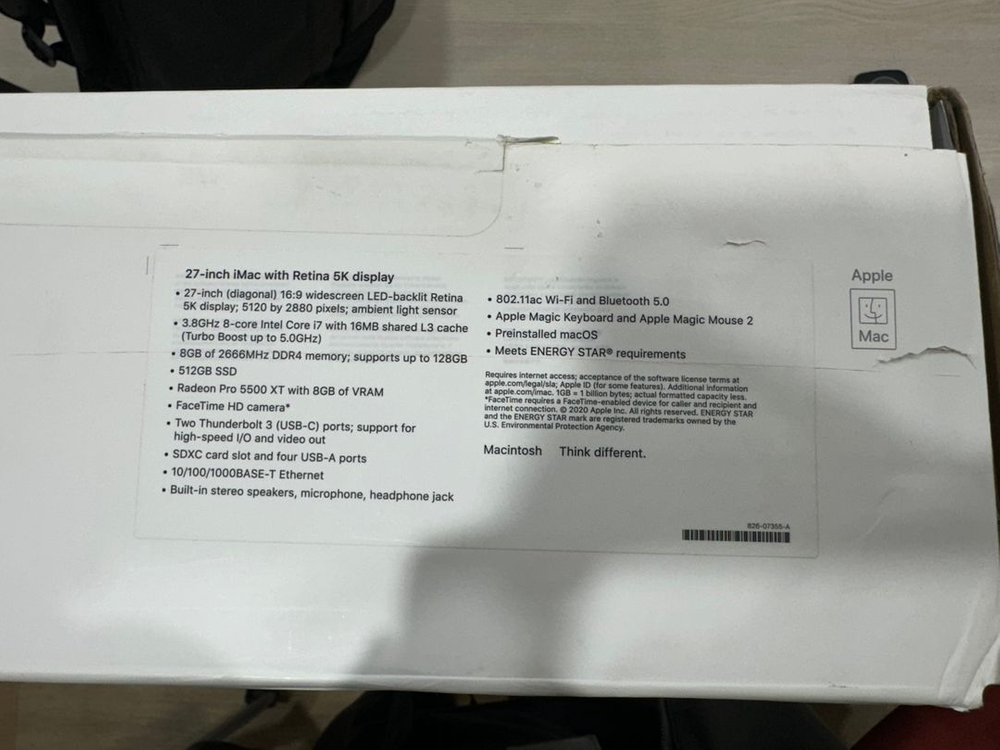 27-inch iMac with Retina 5K display
• 27-inch (diagonal) 16:9 widescreen LED-backlit Retina
5K display; 5120 by 2880 pixels; ambient light sensor
• 3.8GHz 8-core Intel Core i7 with 16MB shared L3 cache
(Turbo Boost up to 5.0GHz)
• 8GB of 2666MHz DDR4 memory; supports up to 128GB
• 512GB SSD
• Radeon Pro 5500 XT with 8GB of VRAM
• FaceTime HD camera*
• Two Thunderbolt 3 (USB-C) ports; support for
high-speed I/O and video out
• SDXC card slot and four USB-A ports
• 10/100/1000BASE-T Ethernet
• Built-in stereo speakers, microphone, headphone jack
• 802.11ac Wi-Fi and Bluetooth 5.0
• Apple Magic Keyboard and Apple Magic Mouse 2
• Preinstalled macOS
• Meets ENERGY STAR® requirements
Requires internet access; acceptance of the software license terms at
apple.com/legal/sla; Apple ID (for some features). Additional information
at apple.com/imac. 1GB = 1 billion bytes; actual formatted capacity less.
*FaceTime requires a FaceTime-enabled device for caller and recipient and
internet connection. © 2020 Apple Inc. All rights reserved. ENERGY STAR
and the ENERGY STAR mark are registered trademarks owned by the
U.S. Environmental Protection Agency.
Macintosh Think different.
826-07355-A
Apple
Mac